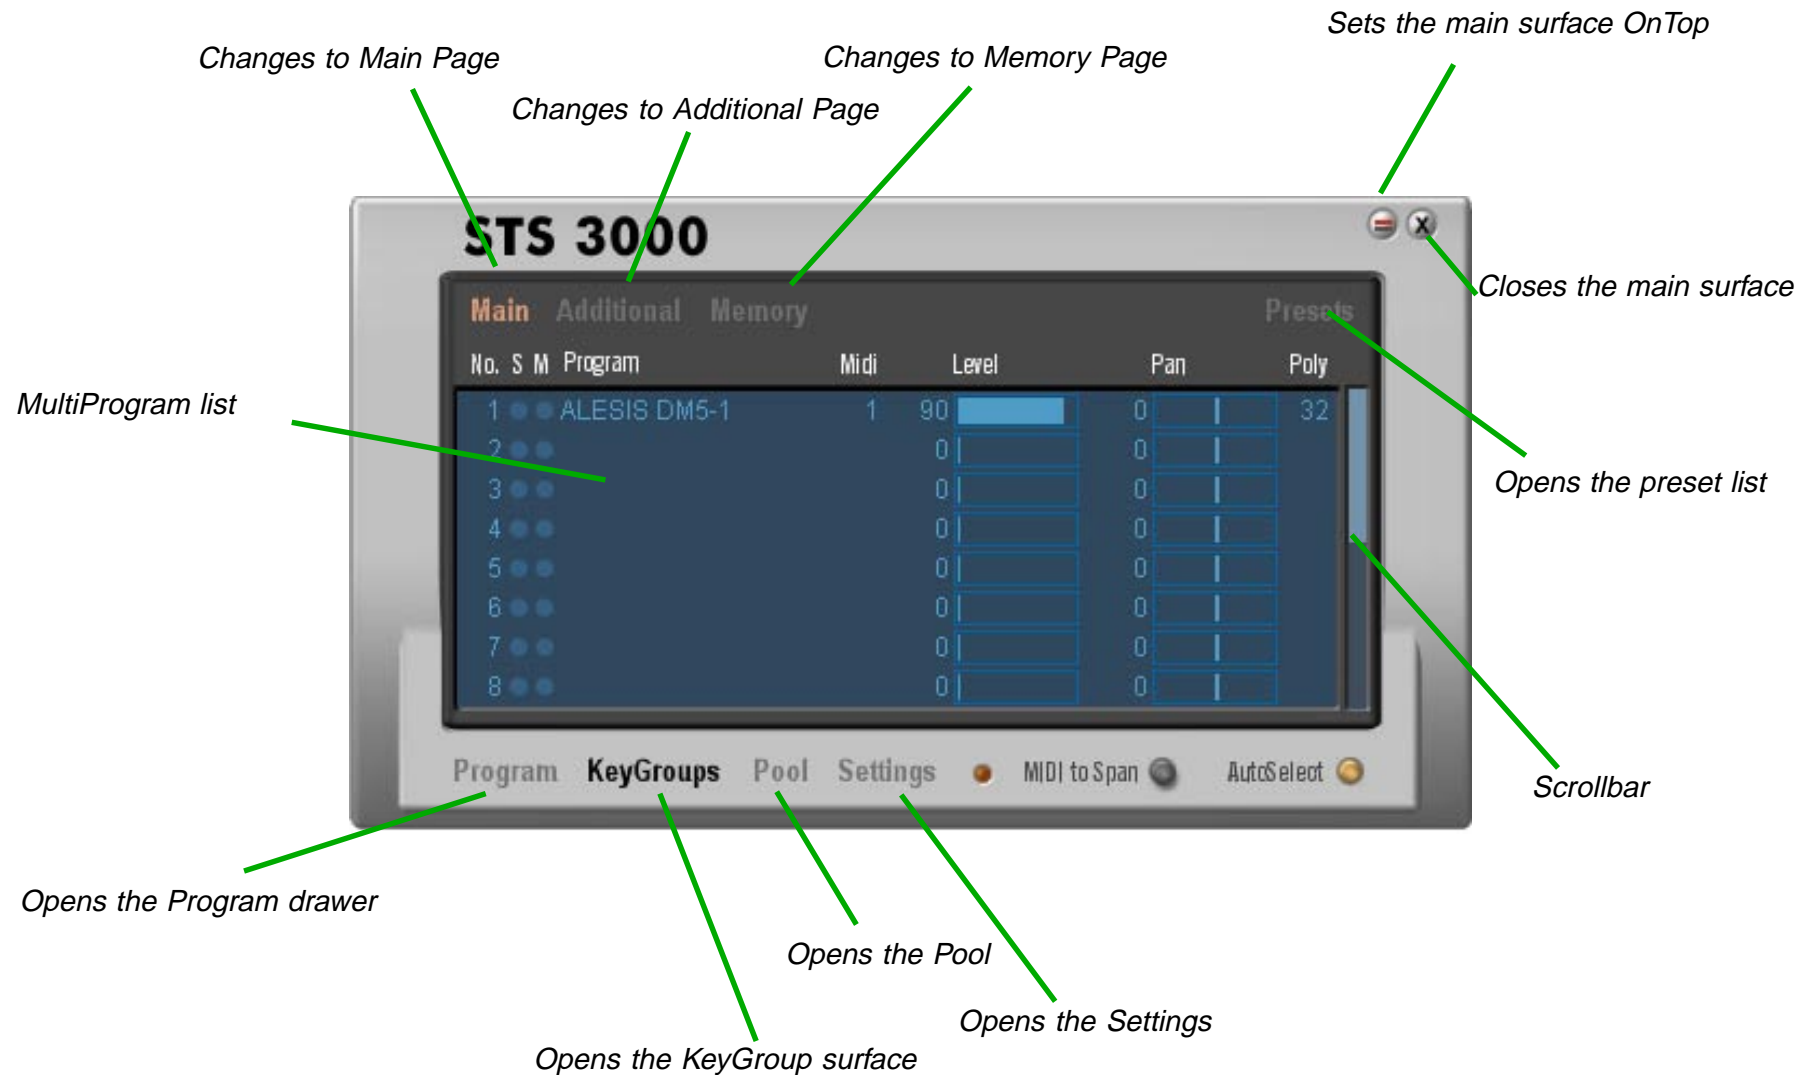 Sets the main surface OnTop
Changes to Main Page
Changes to Memory Page
Changes to Additional Page
STS 3000
X
Closes the main surface
Main Additional Memory Presets
No. S M Program Midi Level Pan Poly
MultiProgram list
1 ALESIS DM5-1 1 90 0 32
2 0 0
3 0 0
Opens the preset list
4 0 0
5 0 0
6 0 0
7 0 0
8 0 0
Program KeyGroups Pool Settings MIDI to Span AutoSelect
Scrollbar
Opens the Program drawer
Opens the Pool
Opens the Settings
Opens the KeyGroup surface